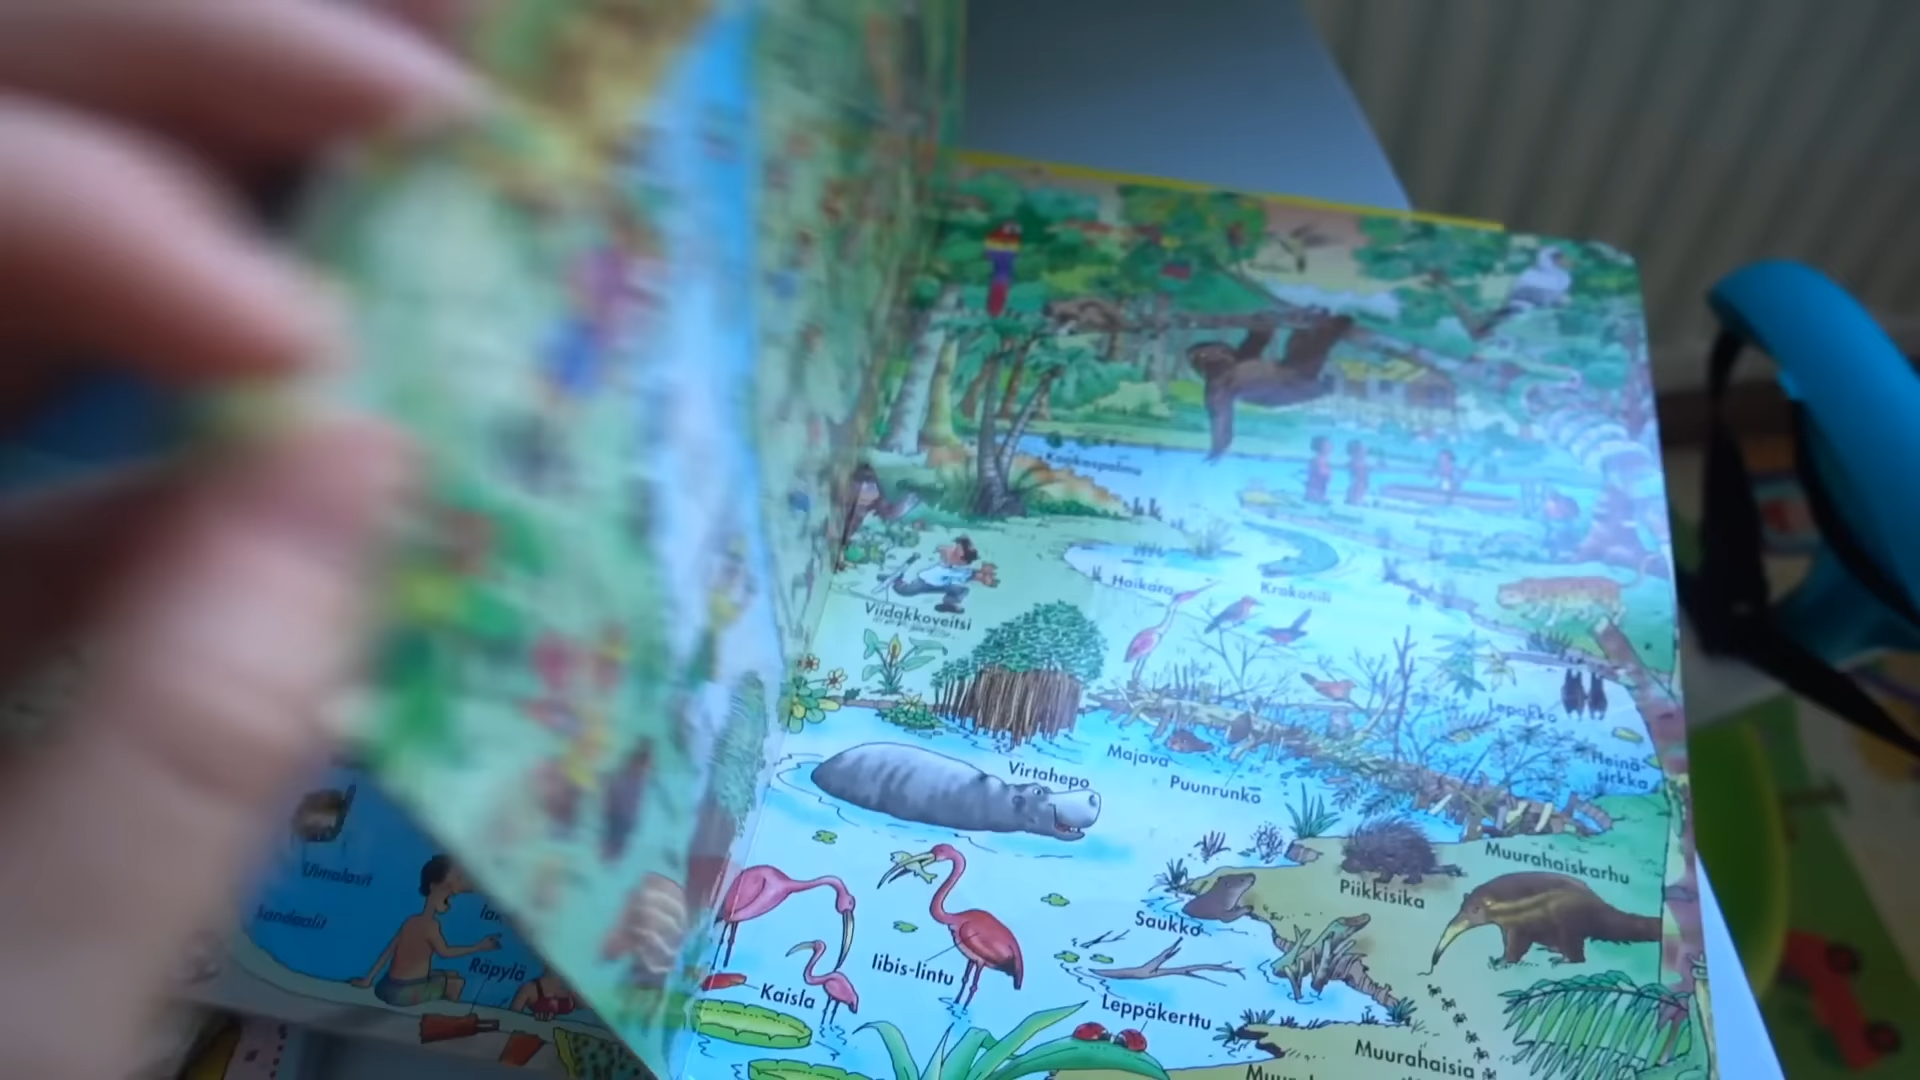 Kookospalmu
Haikara
Krokotiili
Viidakkoveitsi
Lepakko
Heinä-
sirkka
Majava
Virtahepo
Puunrunko
Muurahaiskarhu
Piikkisika
Uimalasit
Sandaalit
Saukko
Räpylä
Iibis-lintu
Kaisla
Leppäkerttu
Muurahaisia